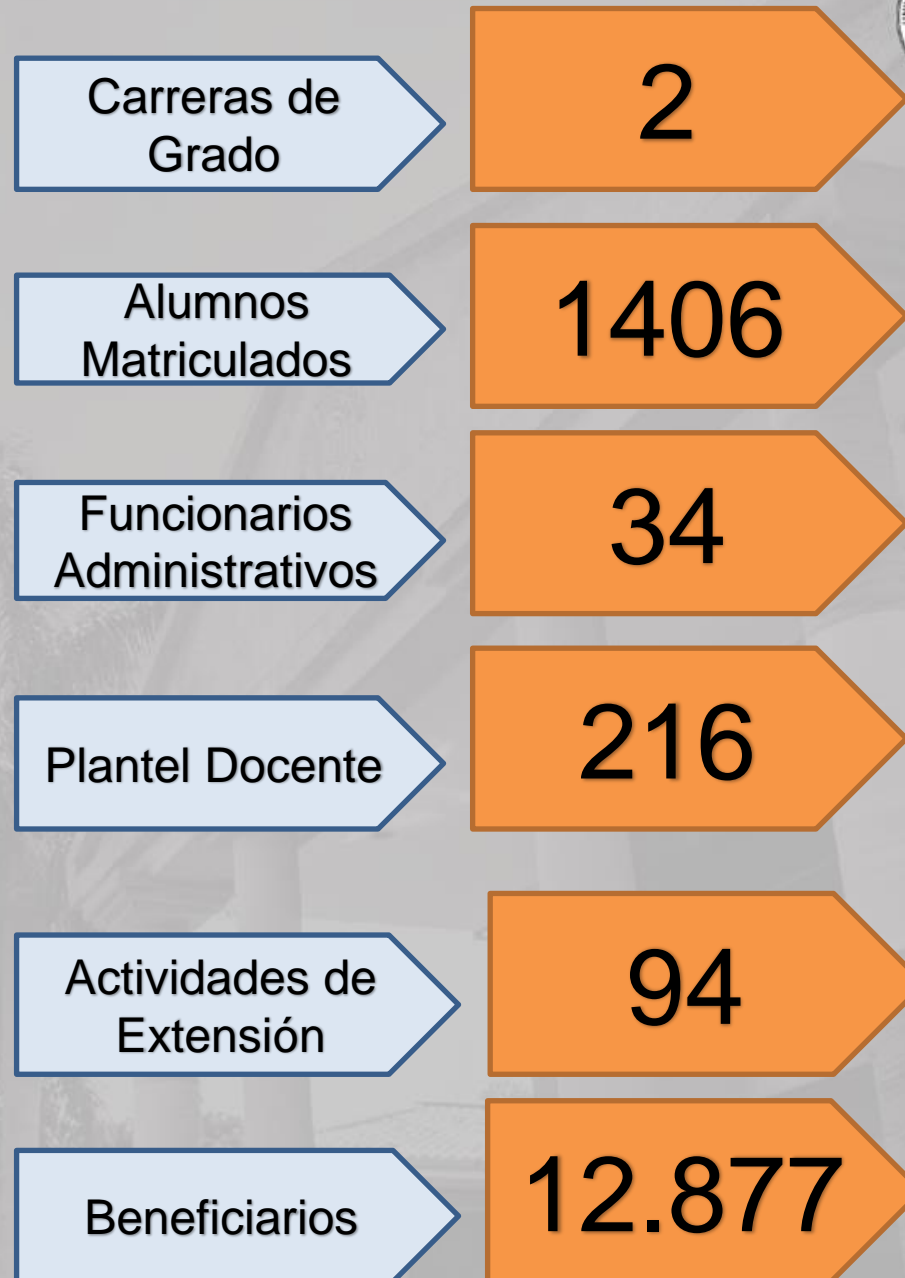 Carreras de
Grado
2
Alumnos
Matriculados
1406
Funcionarios
Administrativos
34
Plantel Docente
216
Actividades de
Extensión
94
Beneficiarios
12.877